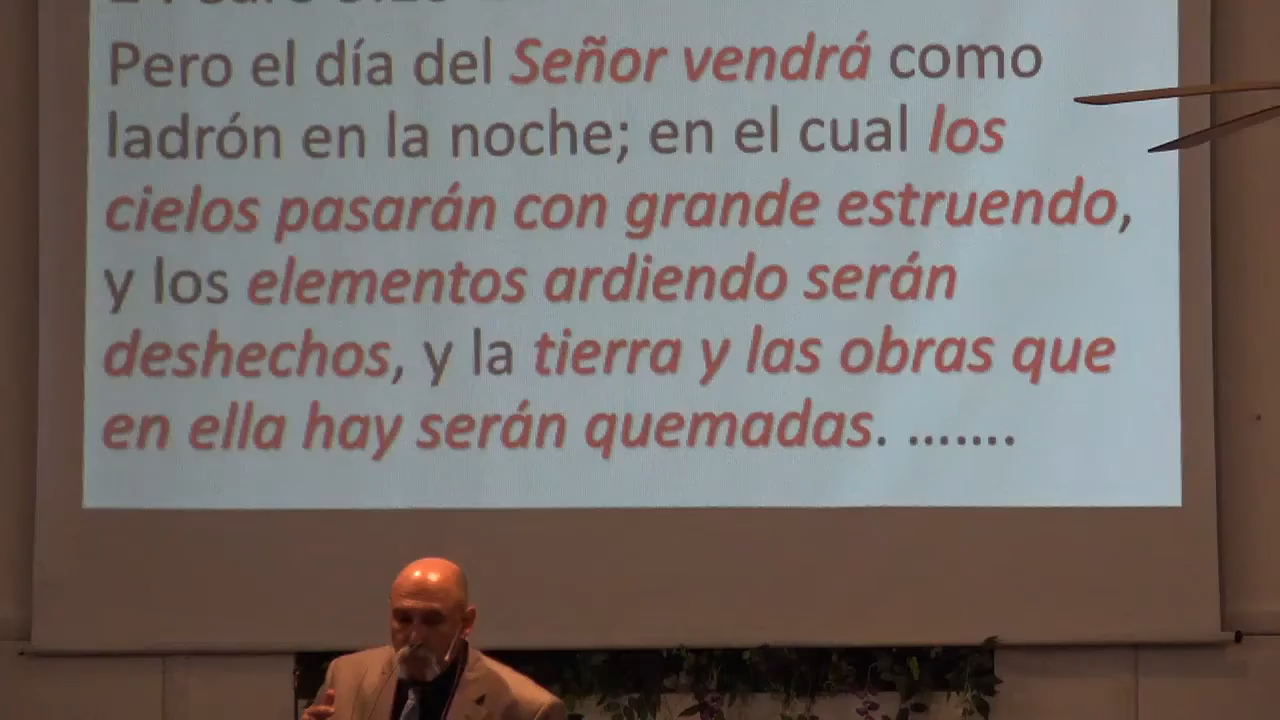 Pero el día del Señor vendrá como
ladrón en la noche; en el cual los
cielos pasarán con grande estruendo,
y los elementos ardiendo serán
deshechos, y la tierra y las obras que
en ella hay serán quemadas. .......